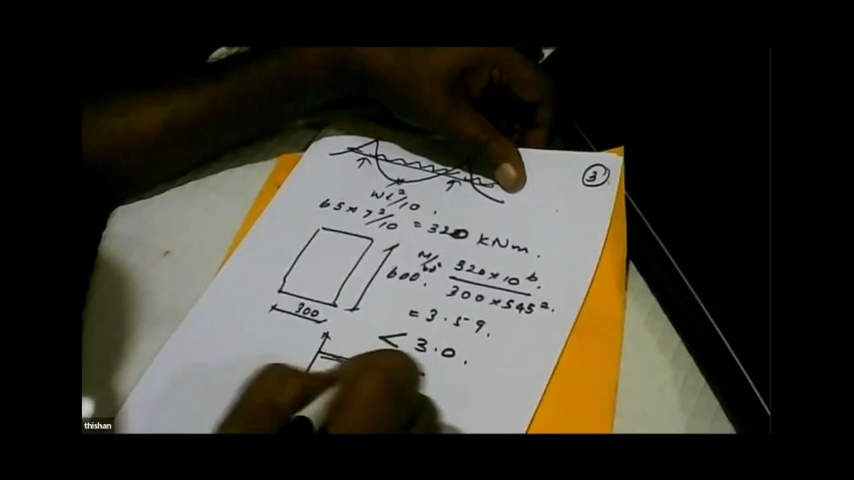 3
wl²/10
65×7²/10 = 320 kNm.
M/bd²
320×10⁶
300×545².
600.
= 3.59.
300
< 3.0.
thishan